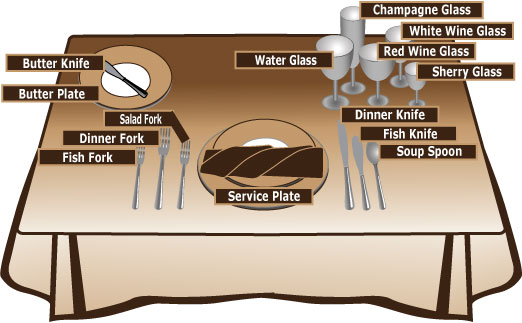 Champagne Glass
White Wine Glass
Red Wine Glass
Water Glass
Sherry Glass
Butter Knife
Butter Plate
Salad Fork
Dinner Fork
Fish Fork
Dinner Knife
Fish Knife
Soup Spoon
Service Plate